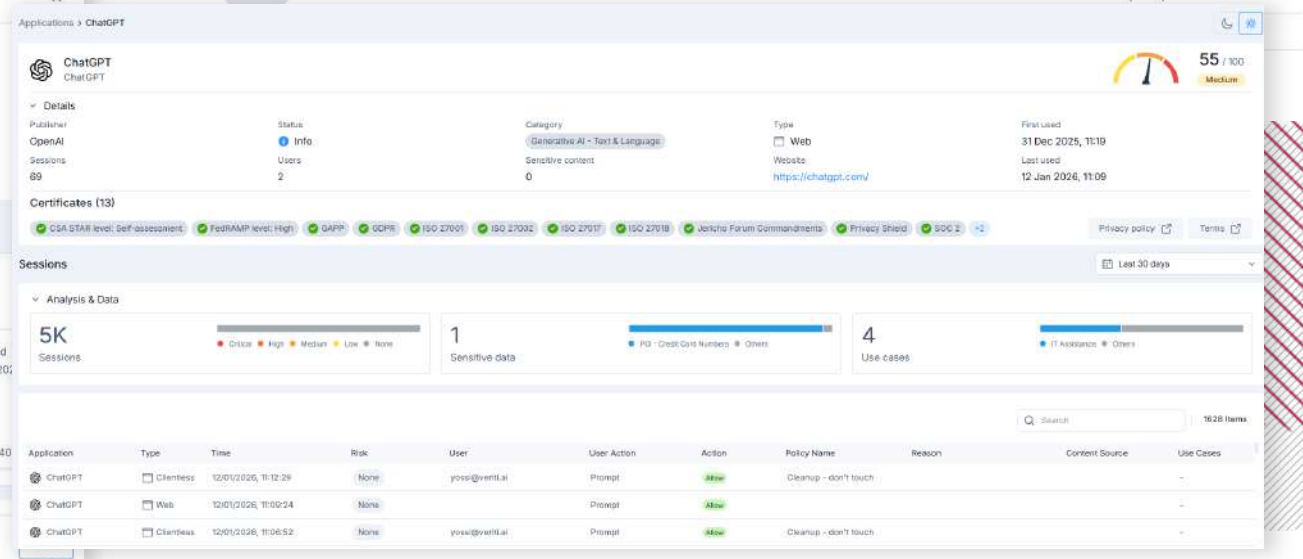 Applications > ChatGPT
ChatGPT
ChatGPT
55 / 100
Medium
Details
Publisher Status Category Type First used
OpenAI Info Generative AI - Text & Language Web 31 Dec 2025, 11:19
Sessions Users Sensitive content Website Last used
69 2 0 https://chatgpt.com/ 12 Jan 2026, 11:09
Certificates (13)
CSA STAR level: Self-assessment FedRAMP level: High GAPP GDPR ISO 27001 ISO 27002 ISO 27017 ISO 27018 Jericho Forum Commandments Privacy Shield SOC 2 +2 Privacy policy Terms
Sessions Last 30 days
Analysis & Data
5K Critical High Medium Low None
Sessions
1 PCI - Credit Card Numbers Others
Sensitive data
4 IT Assistance Others
Use cases
Search 1628 Items
Application Type Time Risk User User Action Action Policy Name Reason Content Source Use Cases
ChatGPT Clientless 12/01/2026, 11:12:29 None yossi@veriti.ai Prompt Allow Cleanup - don't touch -
ChatGPT Web 12/01/2026, 11:09:24 None Prompt Allow -
ChatGPT Clientless 12/01/2026, 11:06:52 None yossi@veriti.ai Prompt Allow Cleanup - don't touch -